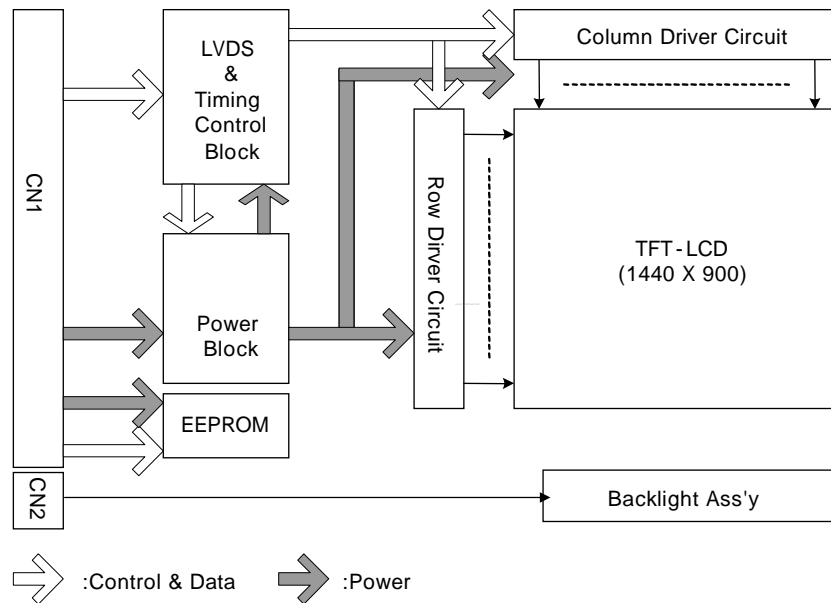 LVDS
&
Timing
Control
Block
Column Driver Circuit
CN1
Row Dirver Circuit
TFT-LCD
(1440 X 900)
Power
Block
EEPROM
CN2
Backlight Ass'y
:Control & Data
:Power